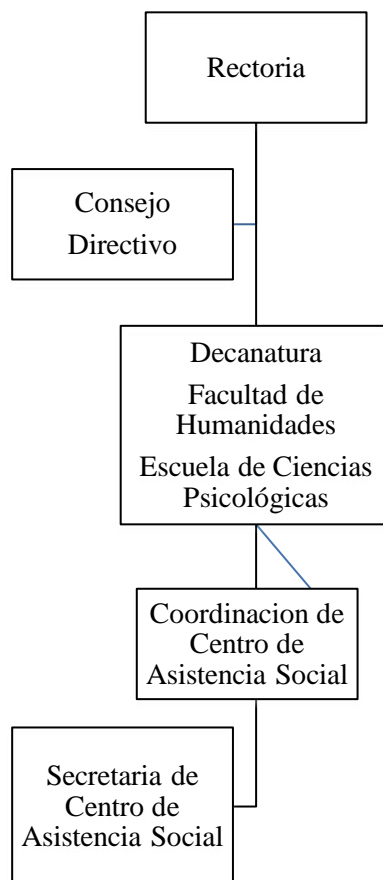 Rectoria
Consejo
Directivo
Decanatura
Facultad de
Humanidades
Escuela de Ciencias
Psicológicas
Coordinacion de
Centro de
Asistencia Social
Secretaria de
Centro de
Asistencia Social